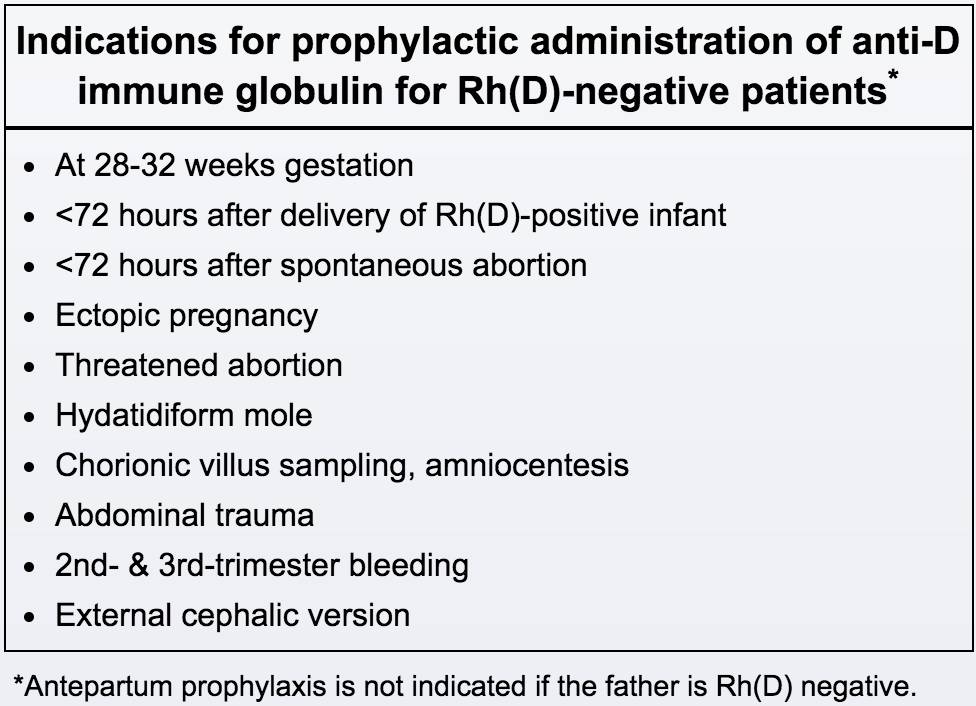 Indications for prophylactic administration of anti-D
immune globulin for Rh(D)-negative patients*
• At 28-32 weeks gestation
• <72 hours after delivery of Rh(D)-positive infant
• <72 hours after spontaneous abortion
• Ectopic pregnancy
• Threatened abortion
• Hydatidiform mole
• Chorionic villus sampling, amniocentesis
• Abdominal trauma
• 2nd- & 3rd-trimester bleeding
• External cephalic version
*Antepartum prophylaxis is not indicated if the father is Rh(D) negative.